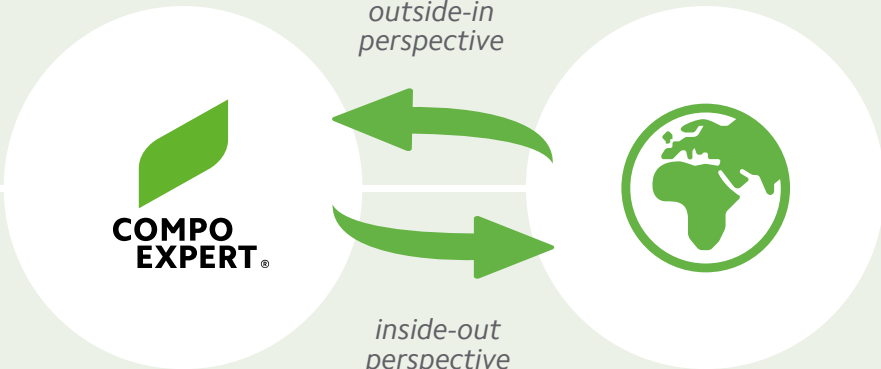 outside-in
perspective
COMPO
EXPERT®
inside-out
perspective